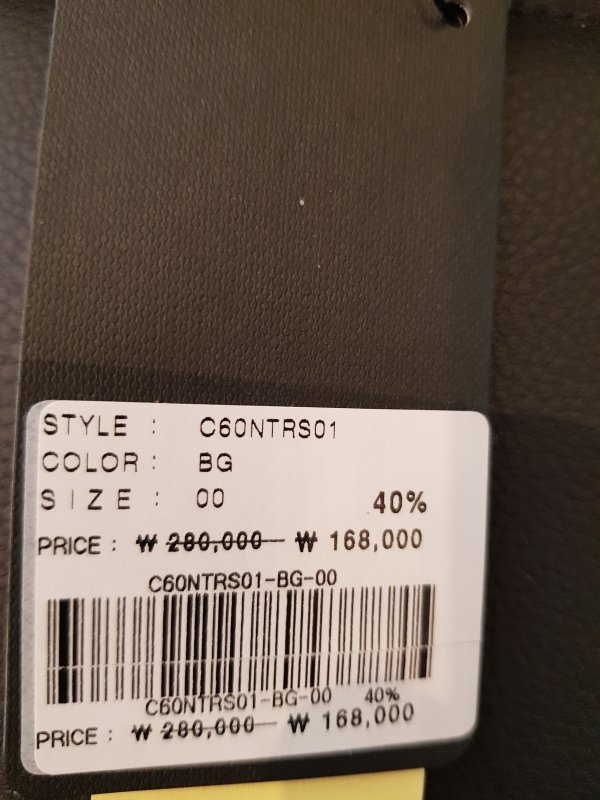 STYLE : C60NTRS01
COLOR : BG
SIZE : 00 40%
PRICE : ₩ 280,000 ₩ 168,000
C60NTRS01-BG-00
C60NTRS01-BG-00 40%
PRICE : ₩ 280,000 ₩ 168,000